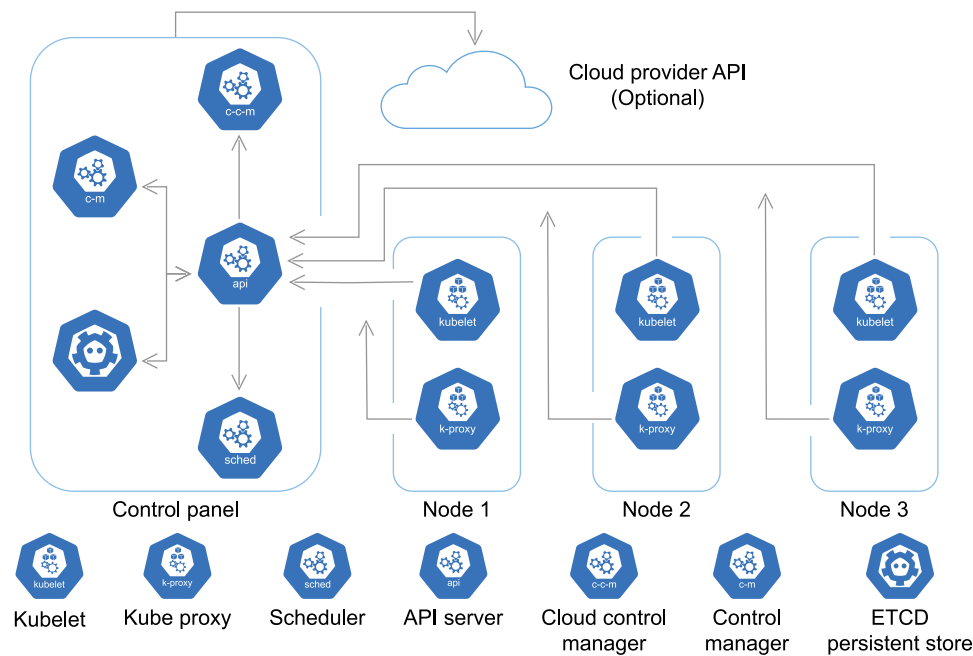 Cloud provider API
(Optional)
c-c-m
c-m
api
sched
kubelet
kubelet
kubelet
k-proxy
k-proxy
k-proxy
Control panel
Node 1
Node 2
Node 3
kubelet
k-proxy
sched
api
c-c-m
c-m
Kubelet
Kube proxy
Scheduler
API server
Cloud control
manager
Control
manager
ETCD
persistent store